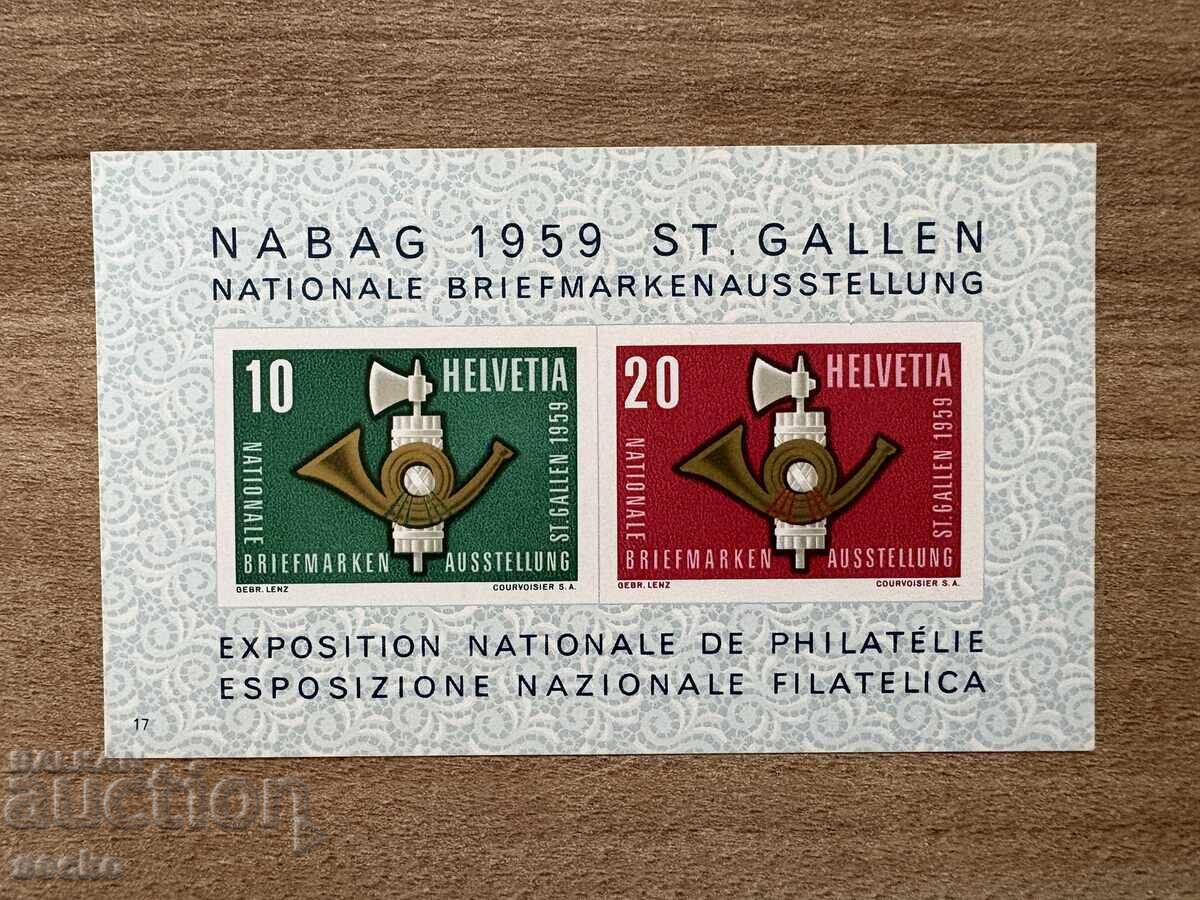 NABAG 1959 ST. GALLEN
NATIONALE BRIEFMARKENAUSSTELLUNG
10 HELVETIA
NATIONALE
BRIEFMARKEN AUSSTELLUNG
ST. GALLEN 1959
GEBR. LENZ COURVOISIER S.A.
20 HELVETIA
NATIONALE
BRIEFMARKEN AUSSTELLUNG
ST. GALLEN 1959
GEBR. LENZ COURVOISIER S.A.
EXPOSITION NATIONALE DE PHILATÉLIE
ESPOSIZIONE NAZIONALE FILATELICA
17
BALKAN
auction